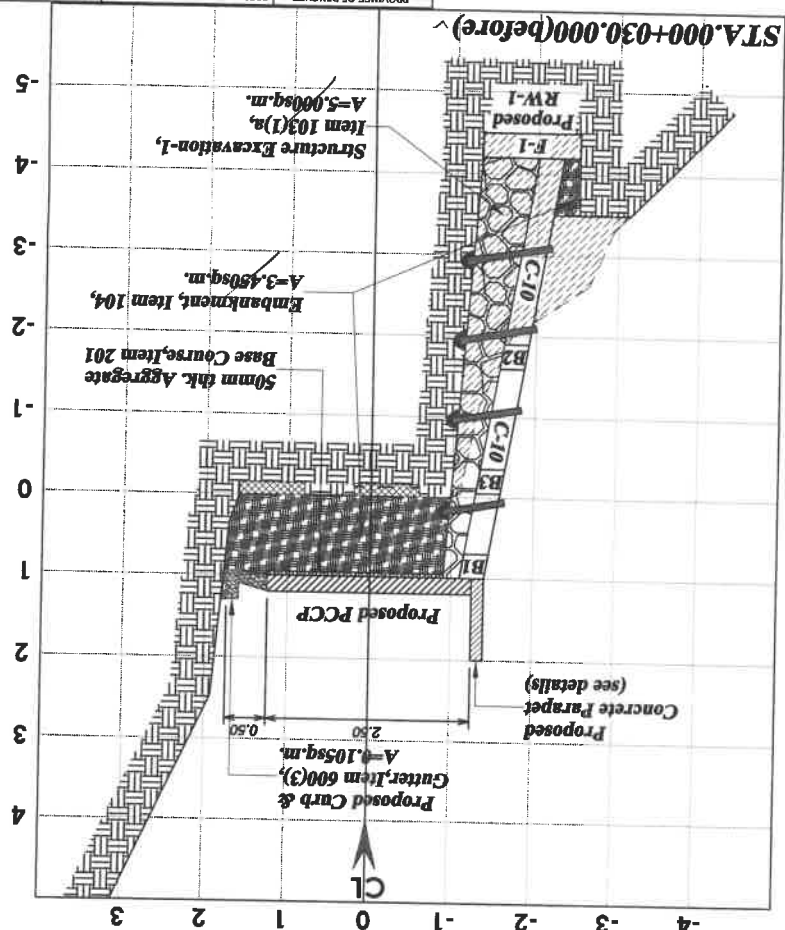 -4 -3 -2 -1 0 1 2 3
CL
4
Proposed Curb &
Gutter,Item 600(3),
A=0.105sq.m.
3
2.50
0.50
Proposed
Concrete Parapet
(see details)
2
Proposed PCCP
1
B1
0
B3
C-10
-1
50mm thk. Aggregate
Base Course,Item 201
B2
-2
Embankment, Item 104,
A=3.450sq.m.
C-10
-3
Structure Excavation-1,
Item 103(1)a,
A=5.000sq.m.
-4
F-1
Proposed
RW-1
-5
STA.000+030.000(before)
PROVINCE OF BENGUET